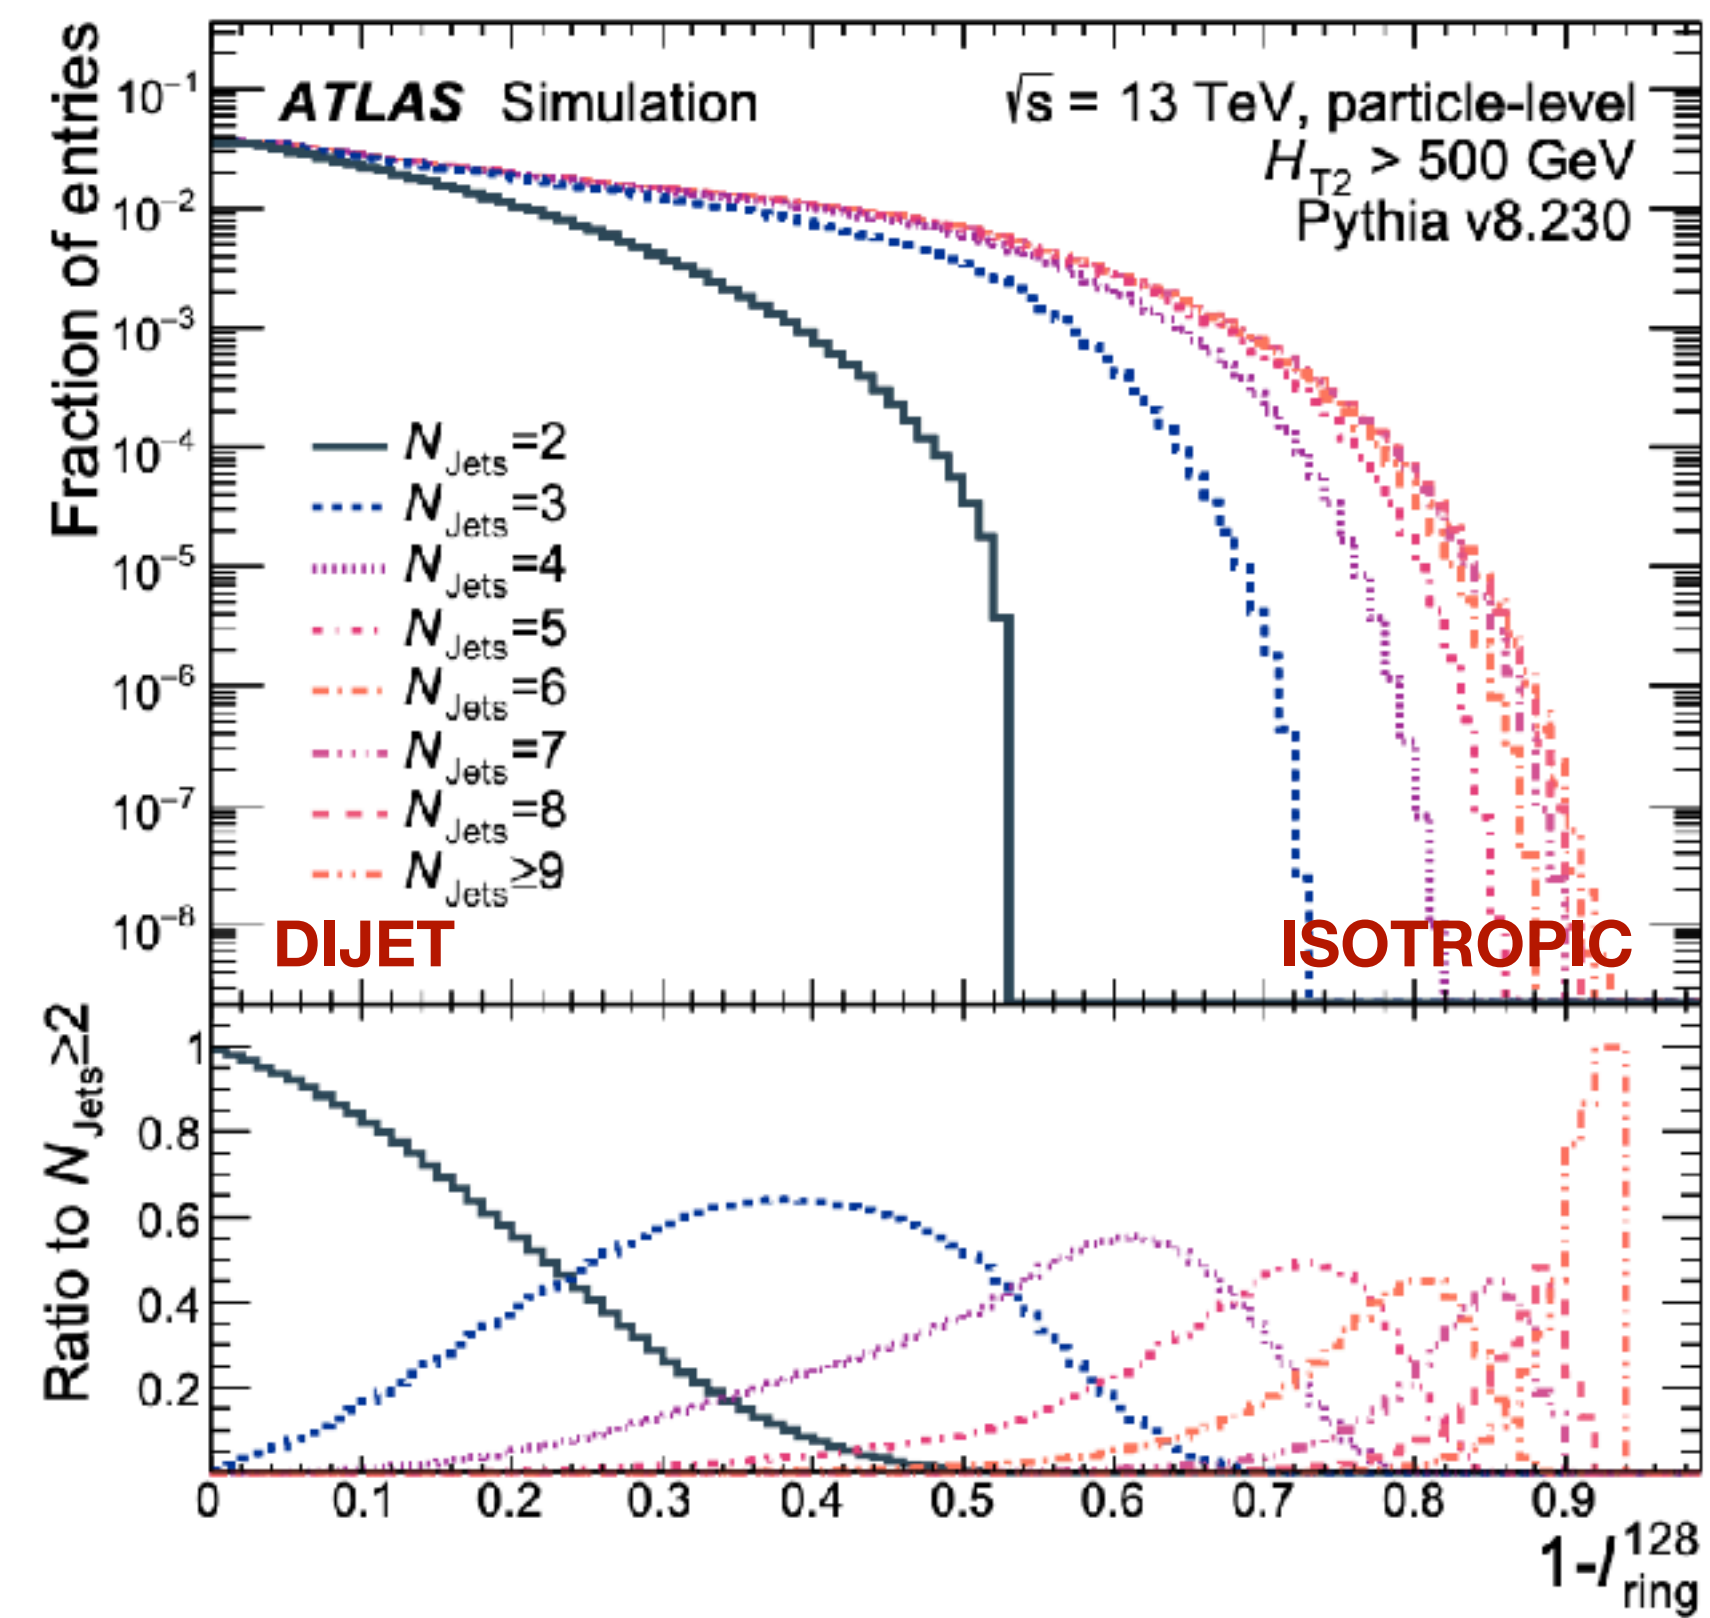 Fraction of entries
10⁻¹
10⁻²
10⁻³
10⁻⁴
10⁻⁵
10⁻⁶
10⁻⁷
10⁻⁸
ATLAS Simulation
√s = 13 TeV, particle-level
H_T2 > 500 GeV
Pythia v8.230
N_Jets=2
N_Jets=3
N_Jets=4
N_Jets=5
N_Jets=6
N_Jets=7
N_Jets=8
N_Jets≥9
DIJET
ISOTROPIC
Ratio to N_Jets≥2
1
0.8
0.6
0.4
0.2
0 0.1 0.2 0.3 0.4 0.5 0.6 0.7 0.8 0.9
1-I_ring^128